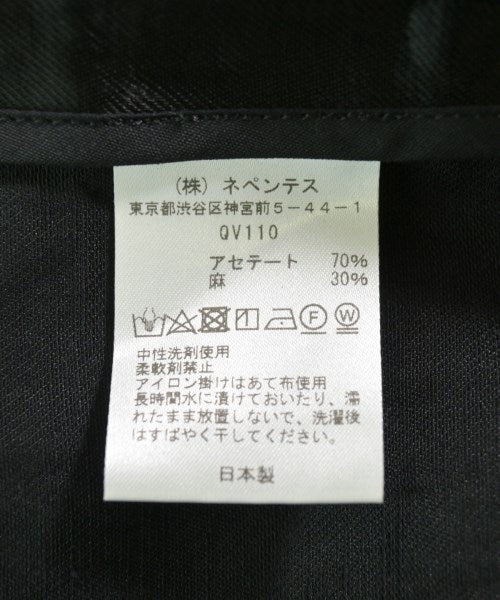 (株)ネペンテス
東京都渋谷区神宮前5-44-1
QV110
アセテート 70%
麻 30%
F W
中性洗剤使用
柔軟剤禁止
アイロン掛けはあて布使用
長時間水に漬けておいたり、濡
れたまま放置しないで、洗濯後
はすばやく干してください。
日本製